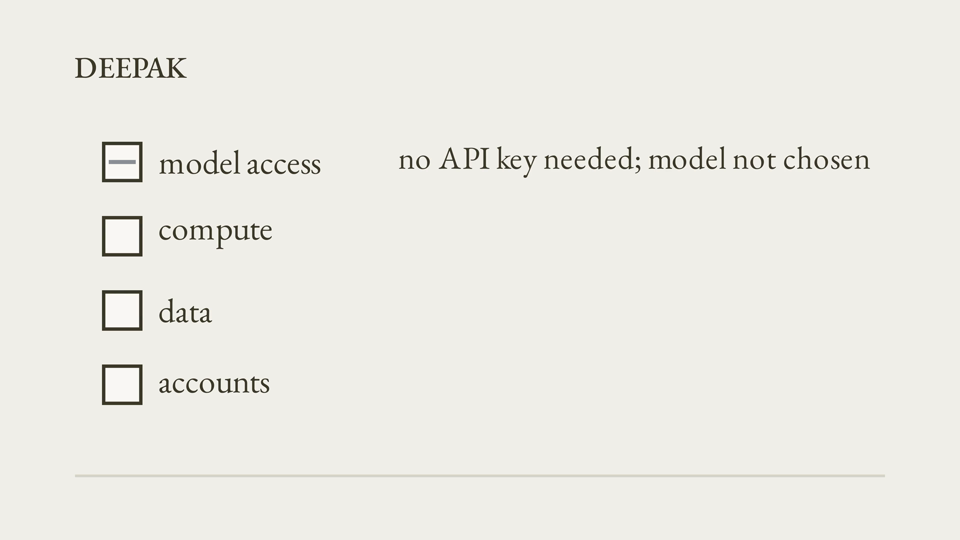 DEEPAK
model access no API key needed; model not chosen
compute
data
accounts